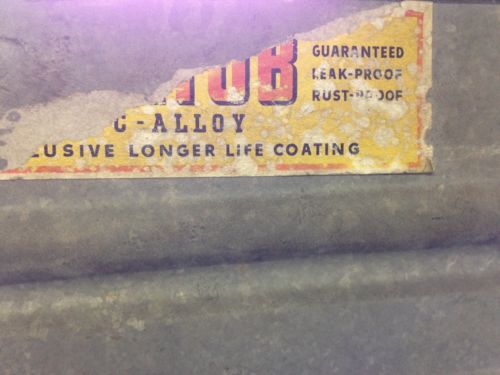 TUB
GUARANTEED
LEAK-PROOF
RUST-PROOF
C-ALLOY
LUSIVE LONGER LIFE COATING